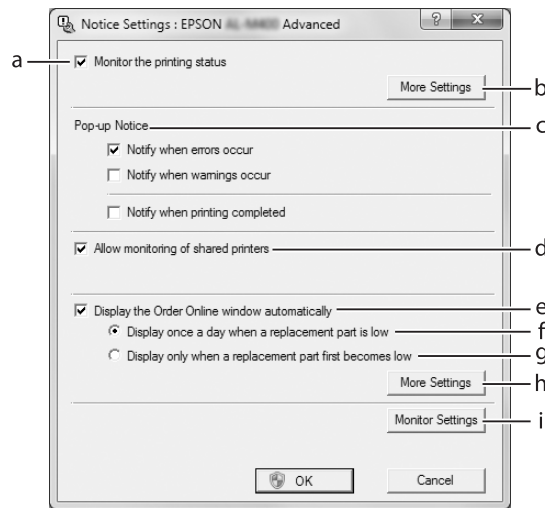 Notice Settings : EPSON Advanced
a
Monitor the printing status
More Settings
b
Pop-up Notice
c
Notify when errors occur
Notify when warnings occur
Notify when printing completed
Allow monitoring of shared printers
d
Display the Order Online window automatically
e
Display once a day when a replacement part is low
f
Display only when a replacement part first becomes low
g
More Settings
h
Monitor Settings
i
OK
Cancel